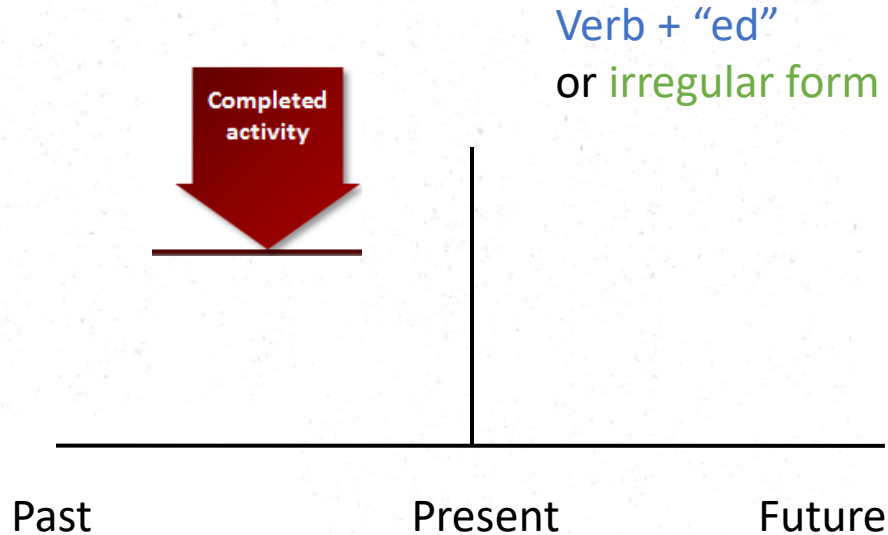 Verb + “ed”
or irregular form
Completed
activity
Past Present Future